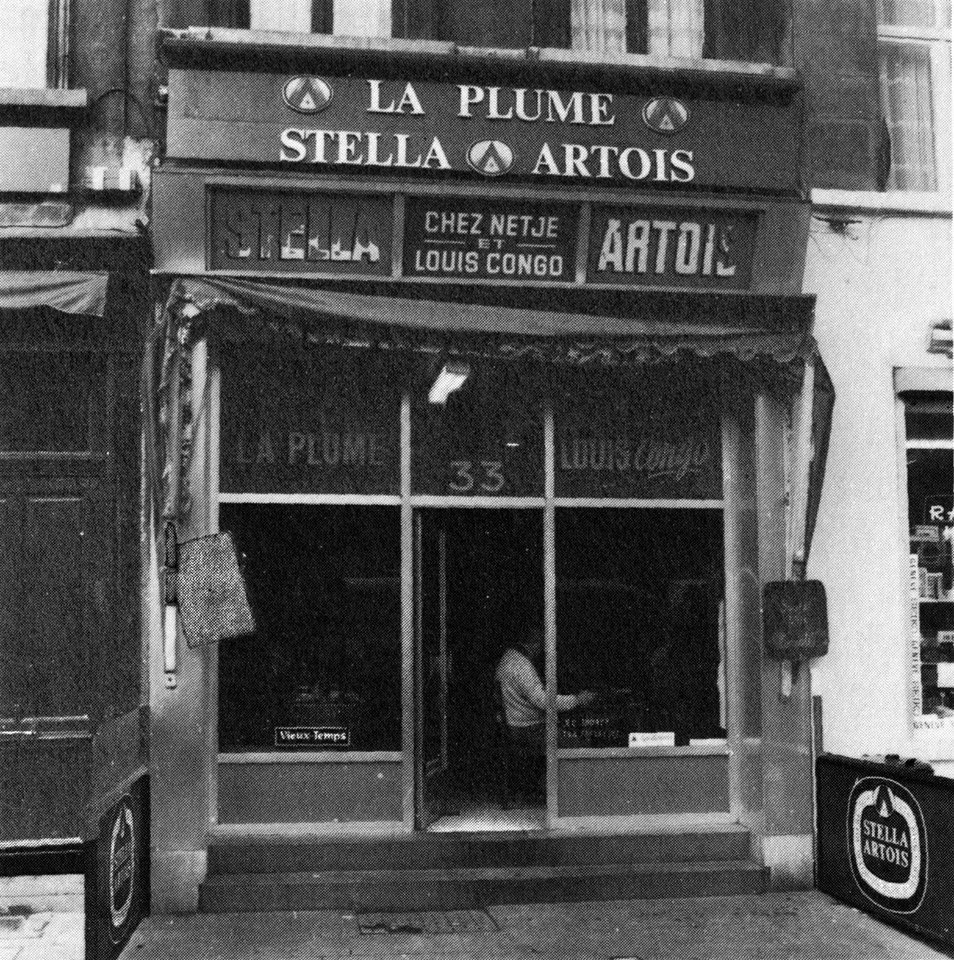 LA PLUME
STELLA ARTOIS
STELLA
CHEZ NETJE
ET
LOUIS CONGO
ARTOIS
LA PLUME
33
LOUIS Congo
Vieux-Temps
STELLA
ARTOIS